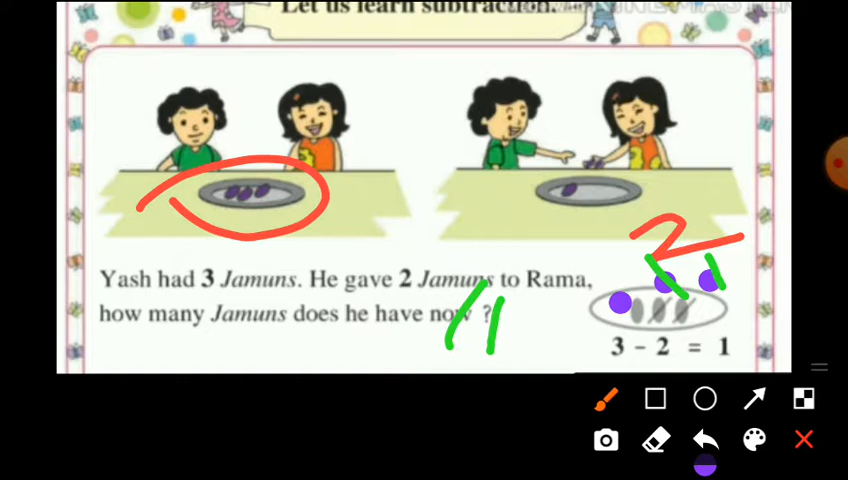 Let us learn subtraction.
2
Yash had 3 Jamuns. He gave 2 Jamuns to Rama,
how many Jamuns does he have now ?
3 - 2 = 1